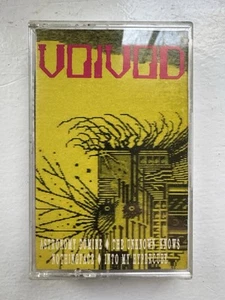 VOIVOD
ASTRONOMY DOMINE ♦ THE UNKNOWN KNOWS
NOTHINGFACE ♦ INTO MY HYPERCUBE